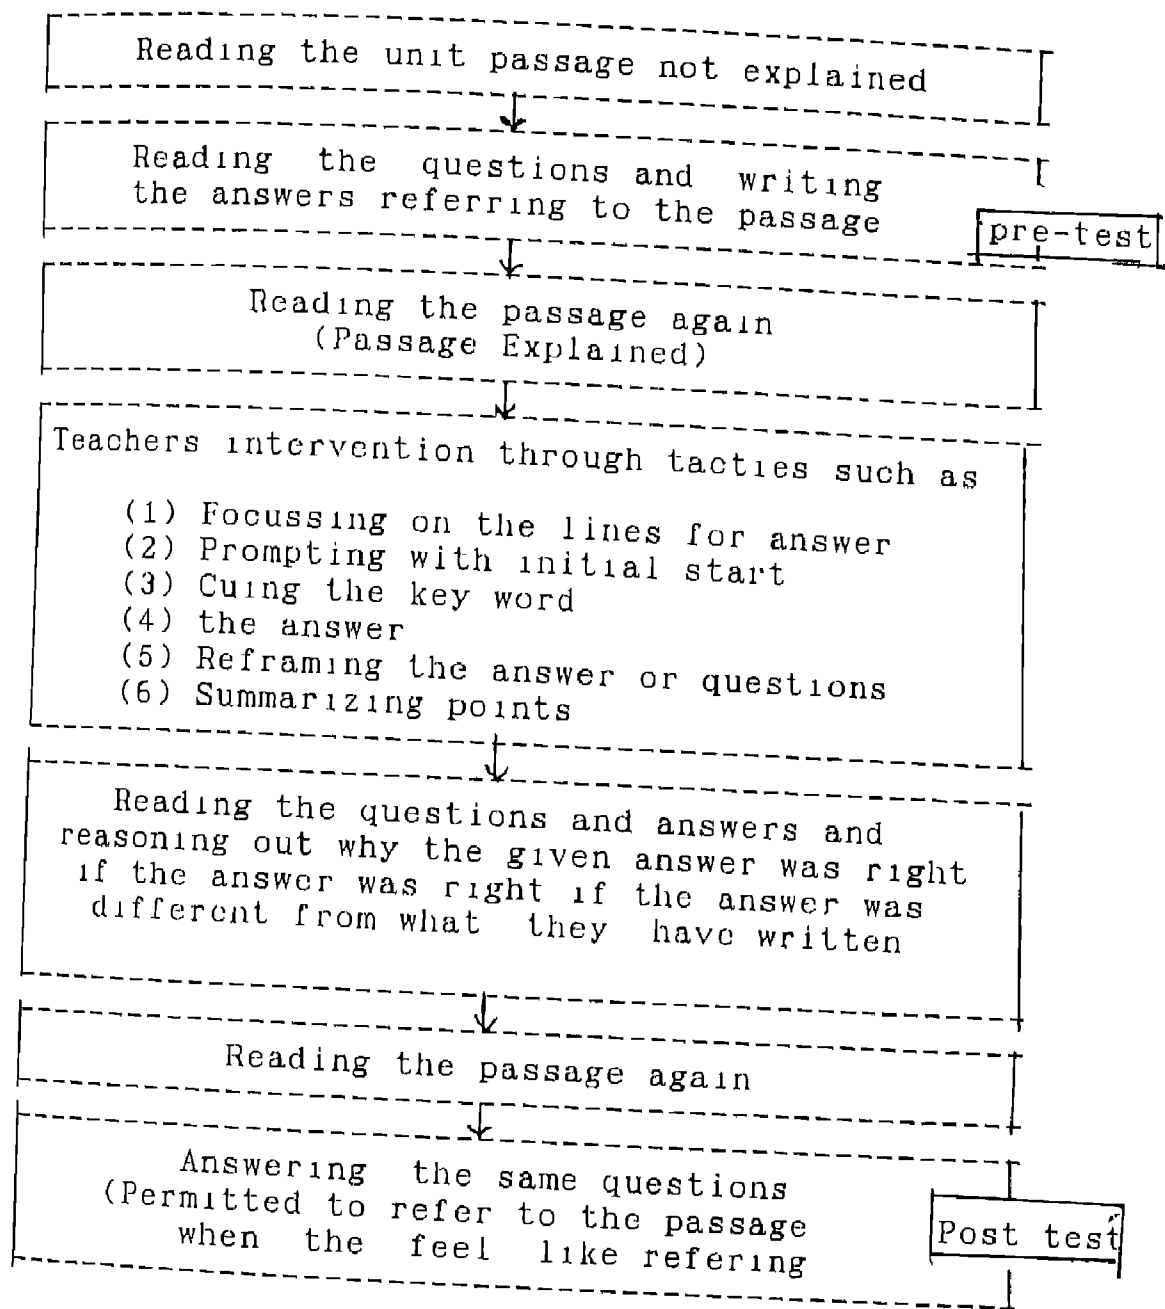 Reading the unit passage not explained
Reading the questions and writing
the answers referring to the passage
pre-test
Reading the passage again
(Passage Explained)
Teachers intervention through tacties such as
(1) Focussing on the lines for answer
(2) Prompting with initial start
(3) Cuing the key word
(4) the answer
(5) Reframing the answer or questions
(6) Summarizing points
Reading the questions and answers and
reasoning out why the given answer was right
if the answer was right if the answer was
different from what they have written
Reading the passage again
Answering the same questions
(Permitted to refer to the passage
when the feel like refering
Post test